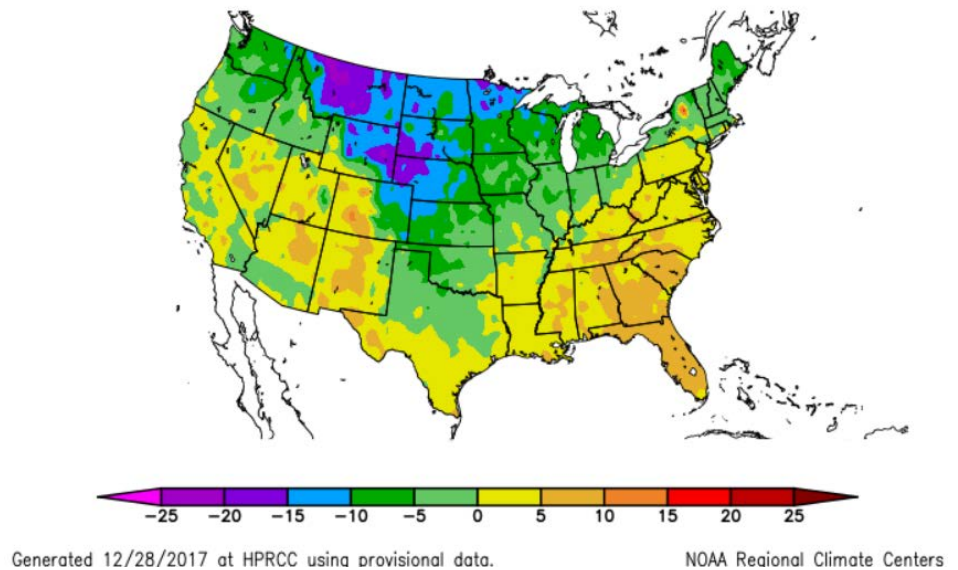 -25 -20 -15 -10 -5 0 5 10 15 20 25
Generated 12/28/2017 at HPRCC using provisional data. NOAA Regional Climate Centers